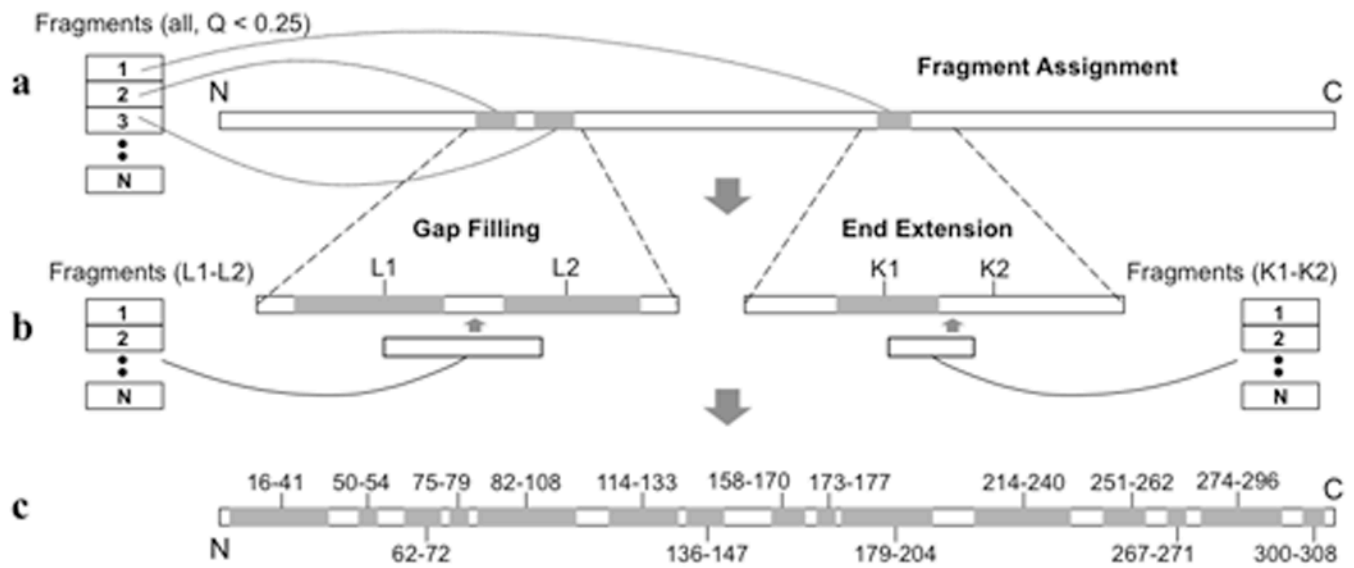 Fragments (all, Q < 0.25)
a
1
2
3
N
N
Fragment Assignment
C
Gap Filling
End Extension
Fragments (L1-L2)
L1
L2
K1
K2
Fragments (K1-K2)
b
1
2
N
1
2
N
16-41 50-54 75-79 82-108 114-133 158-170 173-177 214-240 251-262 274-296 C
c
N 62-72 136-147 179-204 267-271 300-308